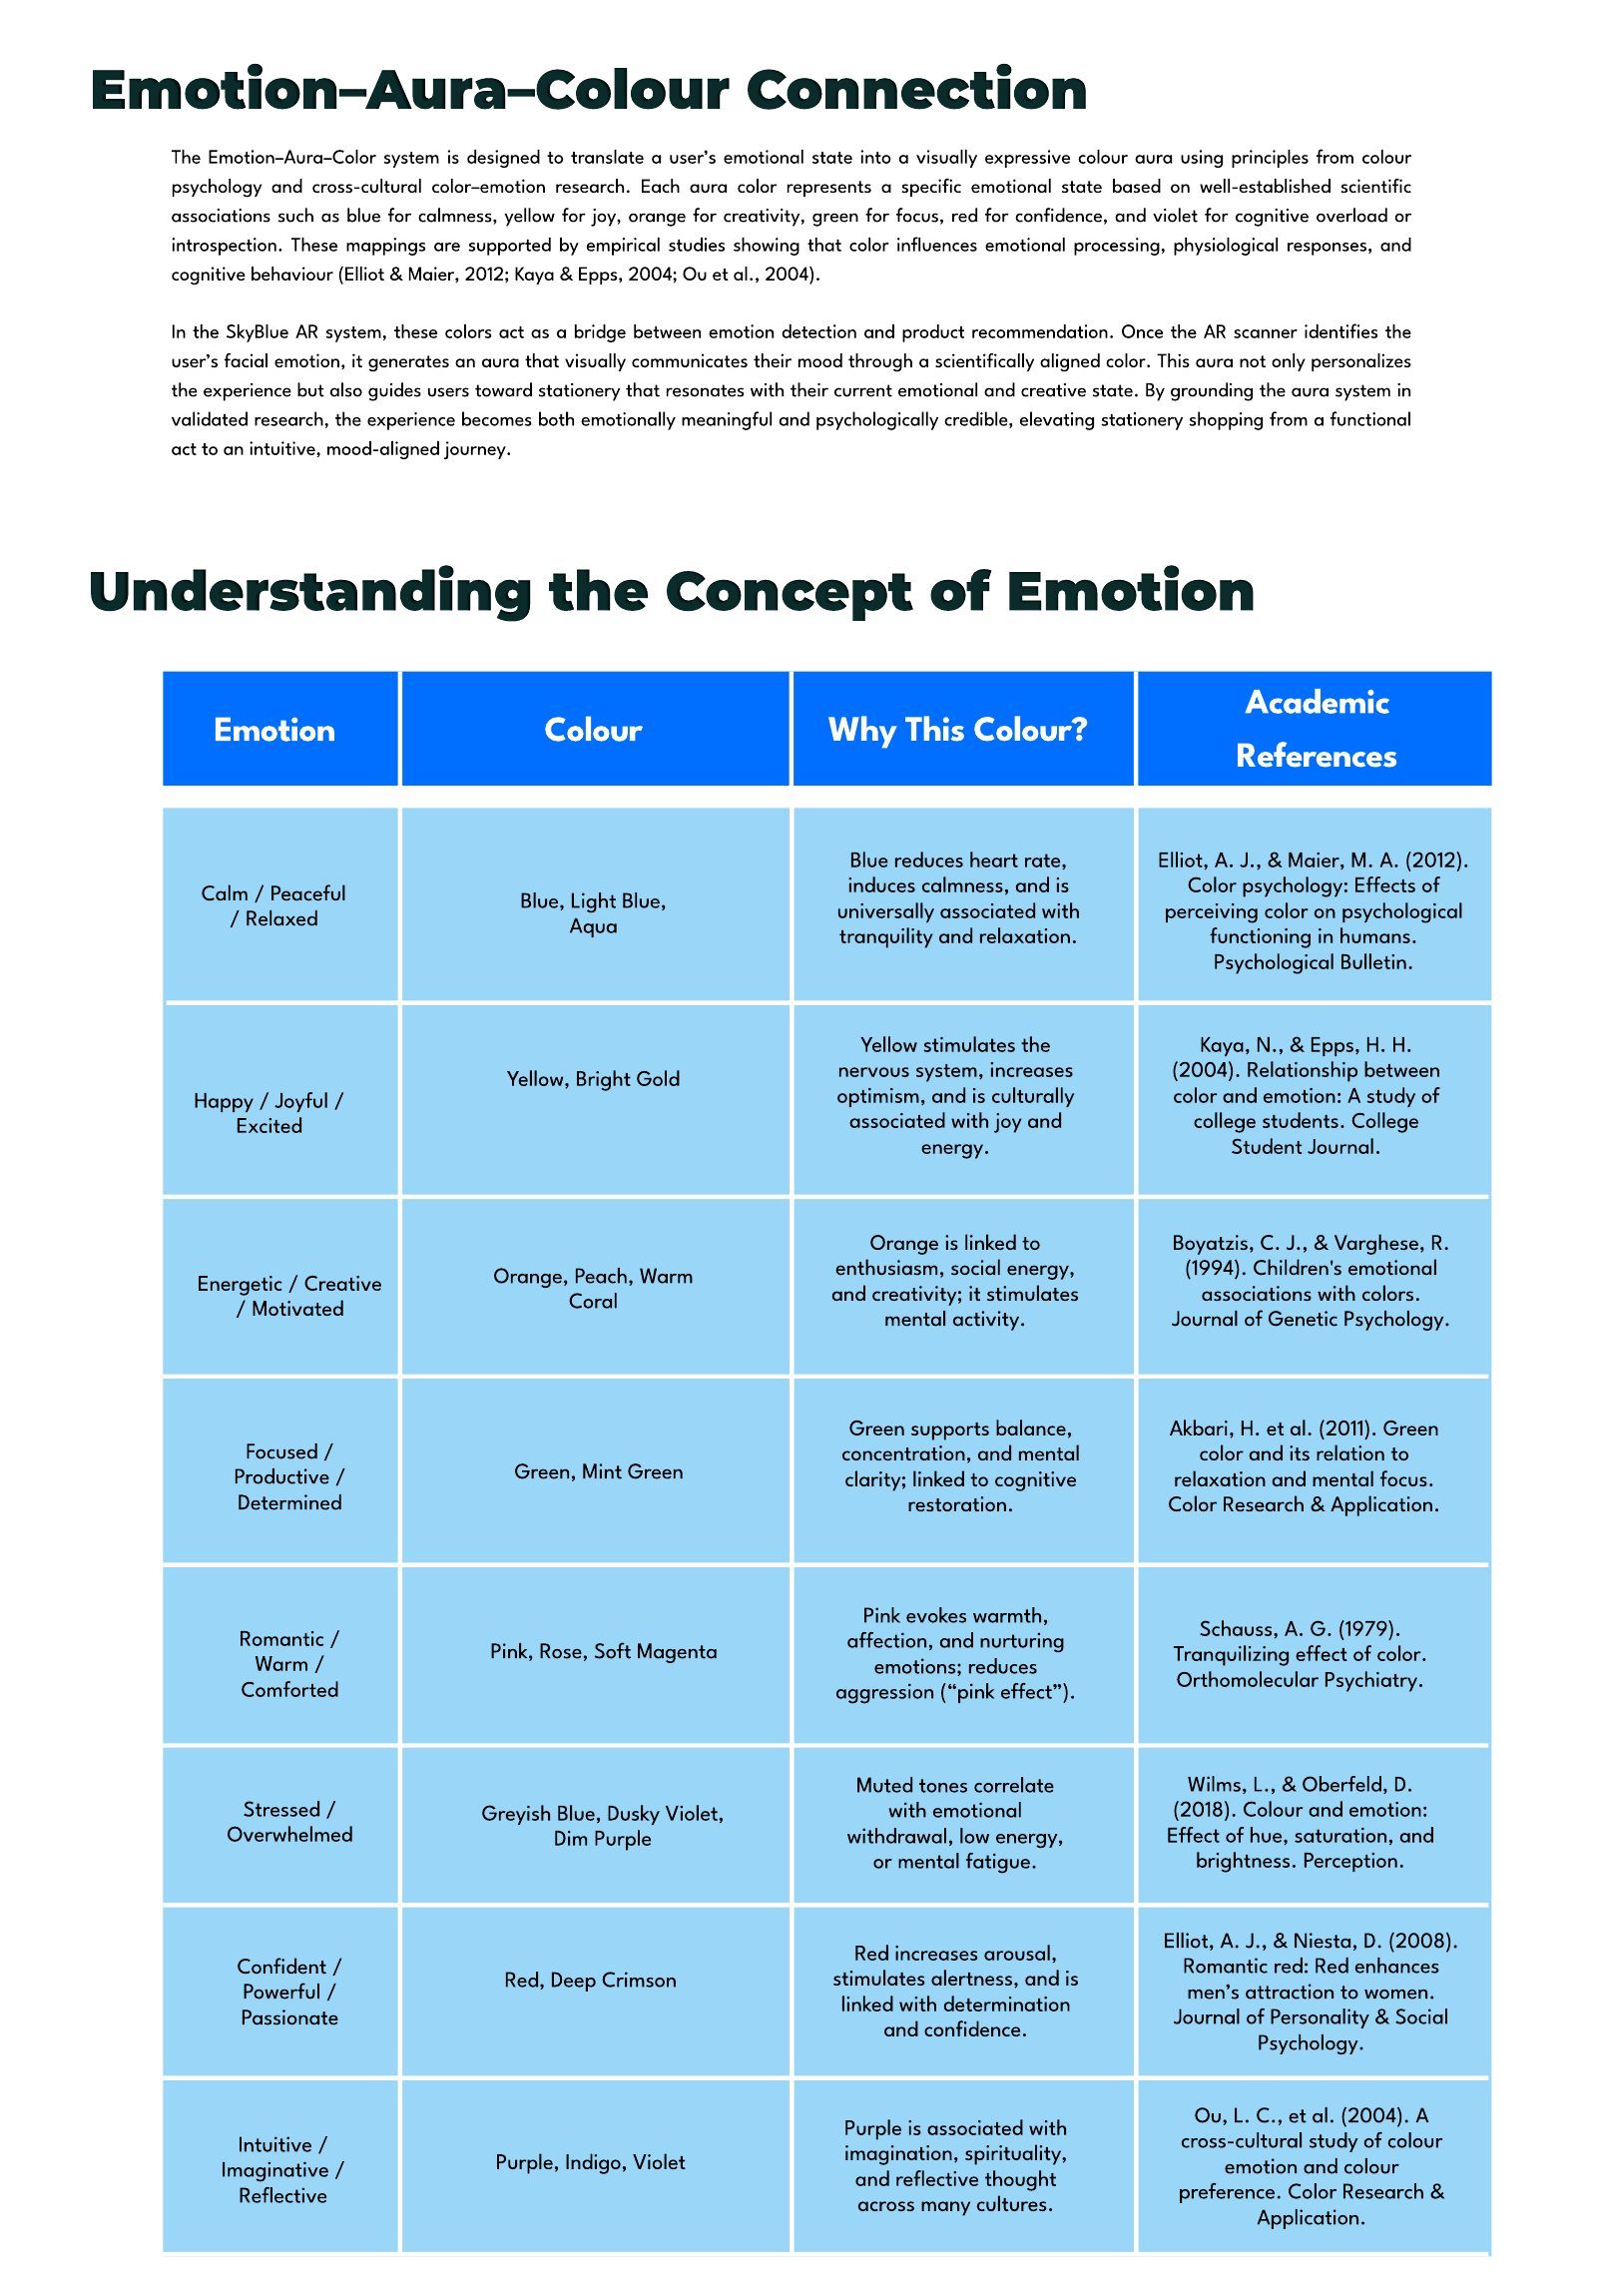 Emotion–Aura–Colour Connection
The Emotion–Aura–Color system is designed to translate a user’s emotional state into a visually expressive colour aura using principles from colour
psychology and cross-cultural color–emotion research. Each aura color represents a specific emotional state based on well-established scientific
associations such as blue for calmness, yellow for joy, orange for creativity, green for focus, red for confidence, and violet for cognitive overload or
introspection. These mappings are supported by empirical studies showing that color influences emotional processing, physiological responses, and
cognitive behaviour (Elliot & Maier, 2012; Kaya & Epps, 2004; Ou et al., 2004).
In the SkyBlue AR system, these colors act as a bridge between emotion detection and product recommendation. Once the AR scanner identifies the
user’s facial emotion, it generates an aura that visually communicates their mood through a scientifically aligned color. This aura not only personalizes
the experience but also guides users toward stationery that resonates with their current emotional and creative state. By grounding the aura system in
validated research, the experience becomes both emotionally meaningful and psychologically credible, elevating stationery shopping from a functional
act to an intuitive, mood-aligned journey.
Understanding the Concept of Emotion
Emotion
Colour
Why This Colour?
Academic
References
Calm / Peaceful
/ Relaxed
Blue, Light Blue,
Aqua
Blue reduces heart rate,
induces calmness, and is
universally associated with
tranquility and relaxation.
Elliot, A. J., & Maier, M. A. (2012).
Color psychology: Effects of
perceiving color on psychological
functioning in humans.
Psychological Bulletin.
Happy / Joyful /
Excited
Yellow, Bright Gold
Yellow stimulates the
nervous system, increases
optimism, and is culturally
associated with joy and
energy.
Kaya, N., & Epps, H. H.
(2004). Relationship between
color and emotion: A study of
college students. College
Student Journal.
Energetic / Creative
/ Motivated
Orange, Peach, Warm
Coral
Orange is linked to
enthusiasm, social energy,
and creativity; it stimulates
mental activity.
Boyatzis, C. J., & Varghese, R.
(1994). Children's emotional
associations with colors.
Journal of Genetic Psychology.
Focused /
Productive /
Determined
Green, Mint Green
Green supports balance,
concentration, and mental
clarity; linked to cognitive
restoration.
Akbari, H. et al. (2011). Green
color and its relation to
relaxation and mental focus.
Color Research & Application.
Romantic /
Warm /
Comforted
Pink, Rose, Soft Magenta
Pink evokes warmth,
affection, and nurturing
emotions; reduces
aggression (“pink effect”).
Schauss, A. G. (1979).
Tranquilizing effect of color.
Orthomolecular Psychiatry.
Stressed /
Overwhelmed
Greyish Blue, Dusky Violet,
Dim Purple
Muted tones correlate
with emotional
withdrawal, low energy,
or mental fatigue.
Wilms, L., & Oberfeld, D.
(2018). Colour and emotion:
Effect of hue, saturation, and
brightness. Perception.
Confident /
Powerful /
Passionate
Red, Deep Crimson
Red increases arousal,
stimulates alertness, and is
linked with determination
and confidence.
Elliot, A. J., & Niesta, D. (2008).
Romantic red: Red enhances
men’s attraction to women.
Journal of Personality & Social
Psychology.
Intuitive /
Imaginative /
Reflective
Purple, Indigo, Violet
Purple is associated with
imagination, spirituality,
and reflective thought
across many cultures.
Ou, L. C., et al. (2004). A
cross-cultural study of colour
emotion and colour
preference. Color Research &
Application.